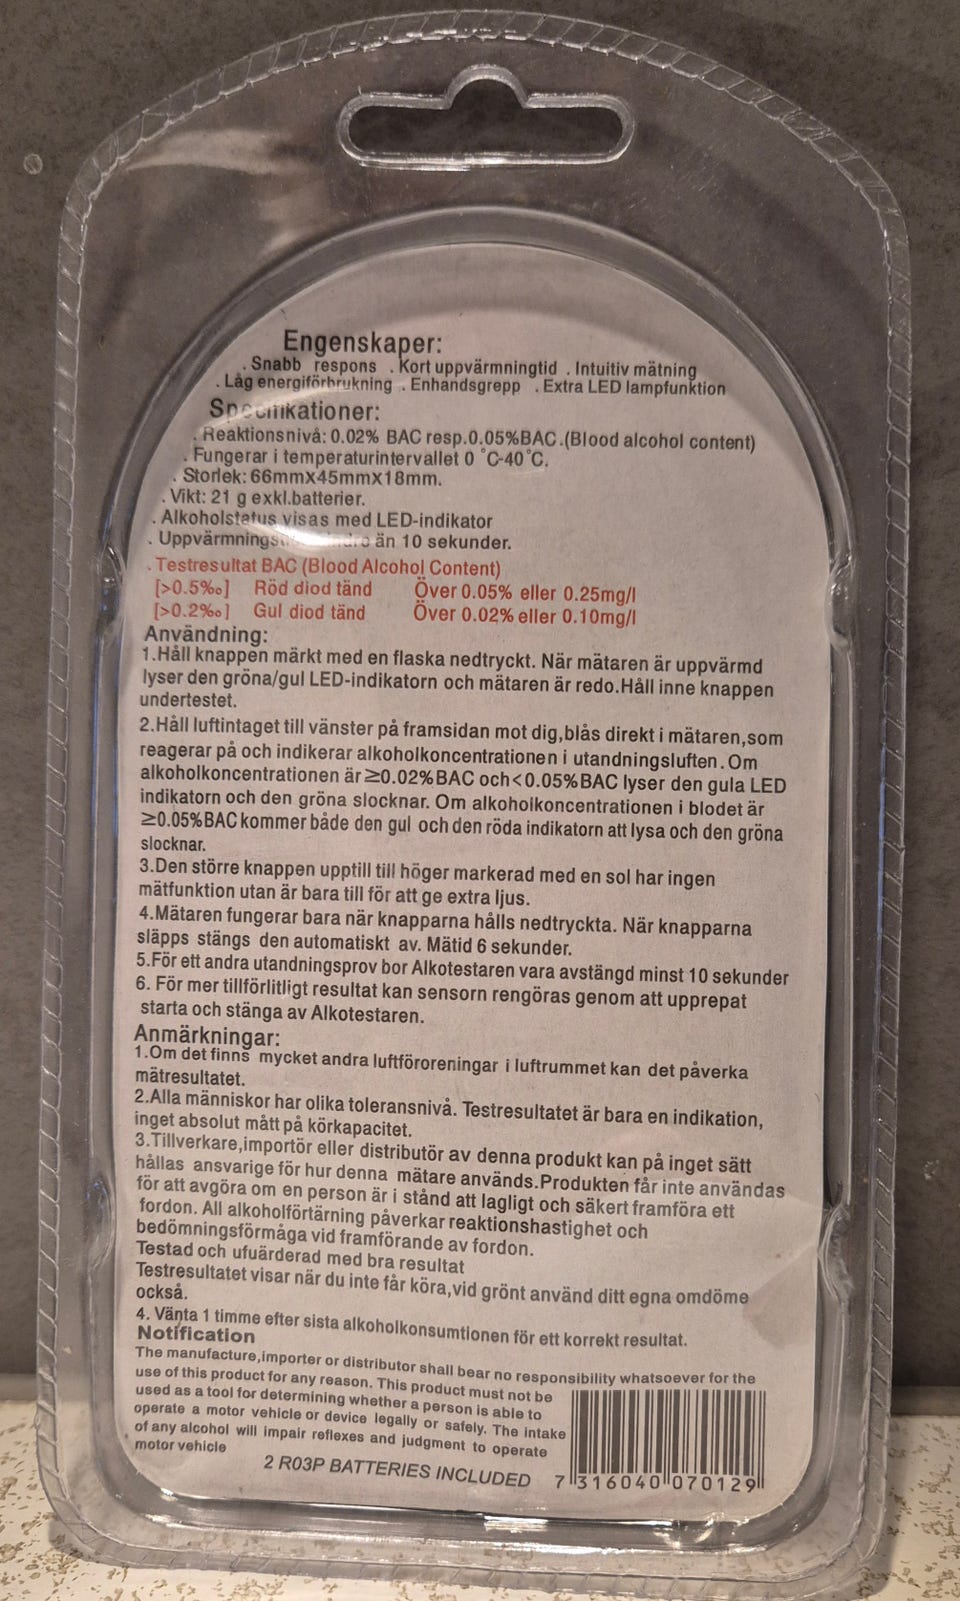 Engenskaper:
. Snabb respons . Kort uppvärmningtid . Intuitiv mätning
. Låg energiförbrukning . Enhandsgrepp . Extra LED lampfunktion
Specifikationer:
. Reaktionsnivå: 0.02% BAC resp.0.05%BAC.(Blood alcohol content)
. Fungerar i temperaturintervallet 0 °C-40°C.
. Storlek: 66mmX45mmX18mm.
. Vikt: 21 g exkl.batterier.
. Alkoholstatus visas med LED-indikator
. än 10 sekunder.
. Testresultat BAC (Blood Alcohol Content)
[>0.5‰] Röd diod tänd Över 0.05% eller 0.25mg/l
[>0.2‰] Gul diod tänd Över 0.02% eller 0.10mg/l
Användning:
1.Håll knappen märkt med en flaska nedtryckt. När mätaren är uppvärmd
lyser den gröna/gul LED-indikatorn och mätaren är redo.Håll inne knappen
undertestet.
2.Håll luftintaget till vänster på framsidan mot dig,blås direkt i mätaren,som
reagerar på och indikerar alkoholkoncentrationen i utandningsluften. Om
alkoholkoncentrationen är ≥0.02%BAC och<0.05%BAC lyser den gula LED
indikatorn och den gröna slocknar. Om alkoholkoncentrationen i blodet är
≥0.05%BAC kommer både den gul och den röda indikatorn att lysa och den gröna
slocknar.
3.Den större knappen upptill till höger markerad med en sol har ingen
mätfunktion utan är bara till för att ge extra ljus.
4.Mätaren fungerar bara när knapparna hålls nedtryckta. När knapparna
släpps stängs den automatiskt av. Mätid 6 sekunder.
5.För ett andra utandningsprov bor Alkotestaren vara avstängd minst 10 sekunder
6. För mer tillförlitligt resultat kan sensorn rengöras genom att upprepat
starta och stänga av Alkotestaren.
Anmärkningar:
1.Om det finns mycket andra luftföroreningar i luftrummet kan det påverka
mätresultatet.
2.Alla människor har olika toleransnivå. Testresultatet är bara en indikation,
inget absolut mått på körkapacitet.
3.Tillverkare,importör eller distributör av denna produkt kan på inget sätt
hållas ansvarige för hur denna mätare används.Produkten får inte användas
för att avgöra om en person är i stånd att lagligt och säkert framföra ett
fordon. All alkoholförtärning påverkar reaktionshastighet och
bedömningsförmåga vid framförande av fordon.
Testad och ufuärderad med bra resultat
Testresultatet visar när du inte får köra,vid grönt använd ditt egna omdöme
också.
4. Vänta 1 timme efter sista alkoholkonsumtionen för ett korrekt resultat.
Notification
The manufacture,importer or distributor shall bear no responsibility whatsoever for the
use of this product for any reason. This product must not be
used as a tool for determining whether a person is able to
operate a motor vehicle or device legally or safely. The intake
of any alcohol will impair reflexes and judgment to operate
motor vehicle
2 R03P BATTERIES INCLUDED
7 316040 070129